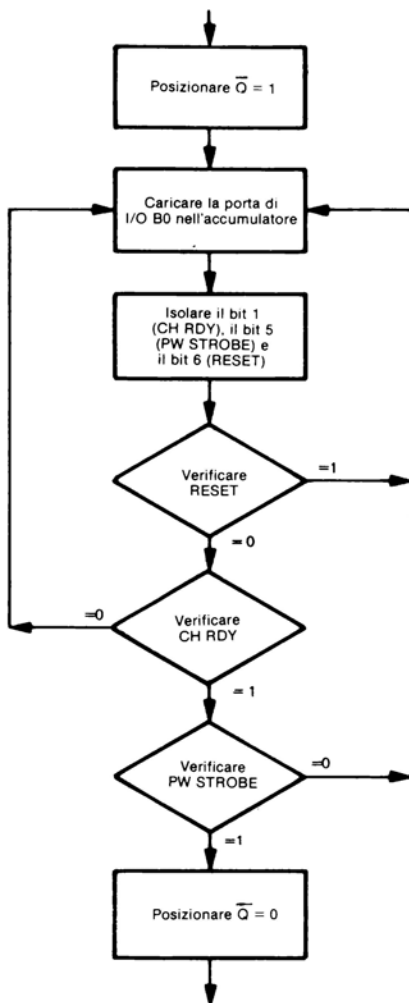 Posizionare Q̅ = 1
Caricare la porta di
I/O B0 nell'accumulatore
Isolare il bit 1
(CH RDY), il bit 5
(PW STROBE) e
il bit 6 (RESET)
Verificare
RESET
=1
=0
Verificare
CH RDY
=0
= 1
Verificare
PW STROBE
=0
=1
Posizionare Q̅ = 0